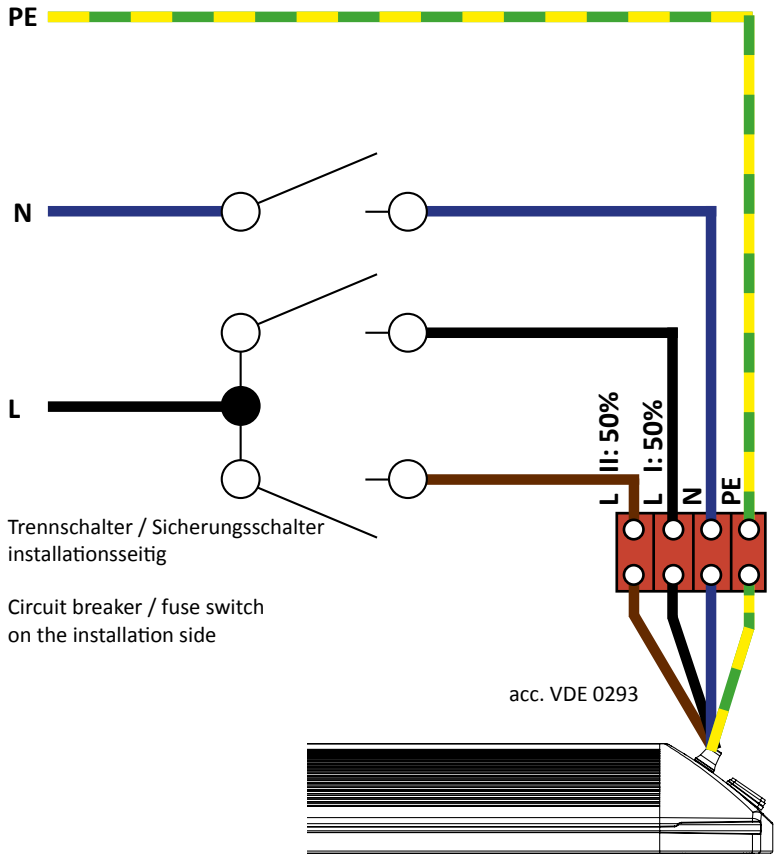 PE
N
L
L II: 50%
L I: 50%
N
PE
Trennschalter / Sicherungsschalter
installationsseitig
Circuit breaker / fuse switch
on the installation side
acc. VDE 0293